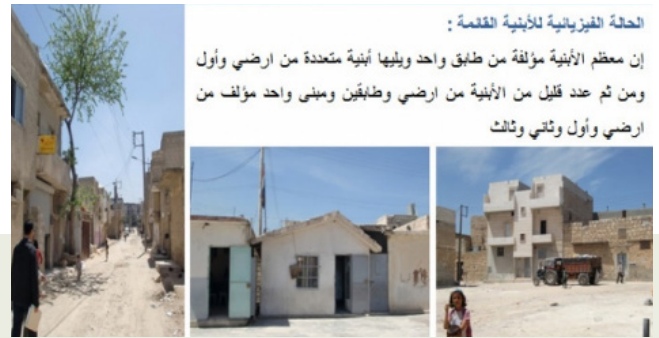 الحالة الفيزيائية للأبنية القائمة :
إن معظم الأبنية مؤلفة من طابق واحد ويليها أبنية متعددة من ارضي وأول
ومن ثم عدد قليل من الأبنية من ارضي وطابقين ومبنى واحد مؤلف من
ارضي وأول وثاني وثالث